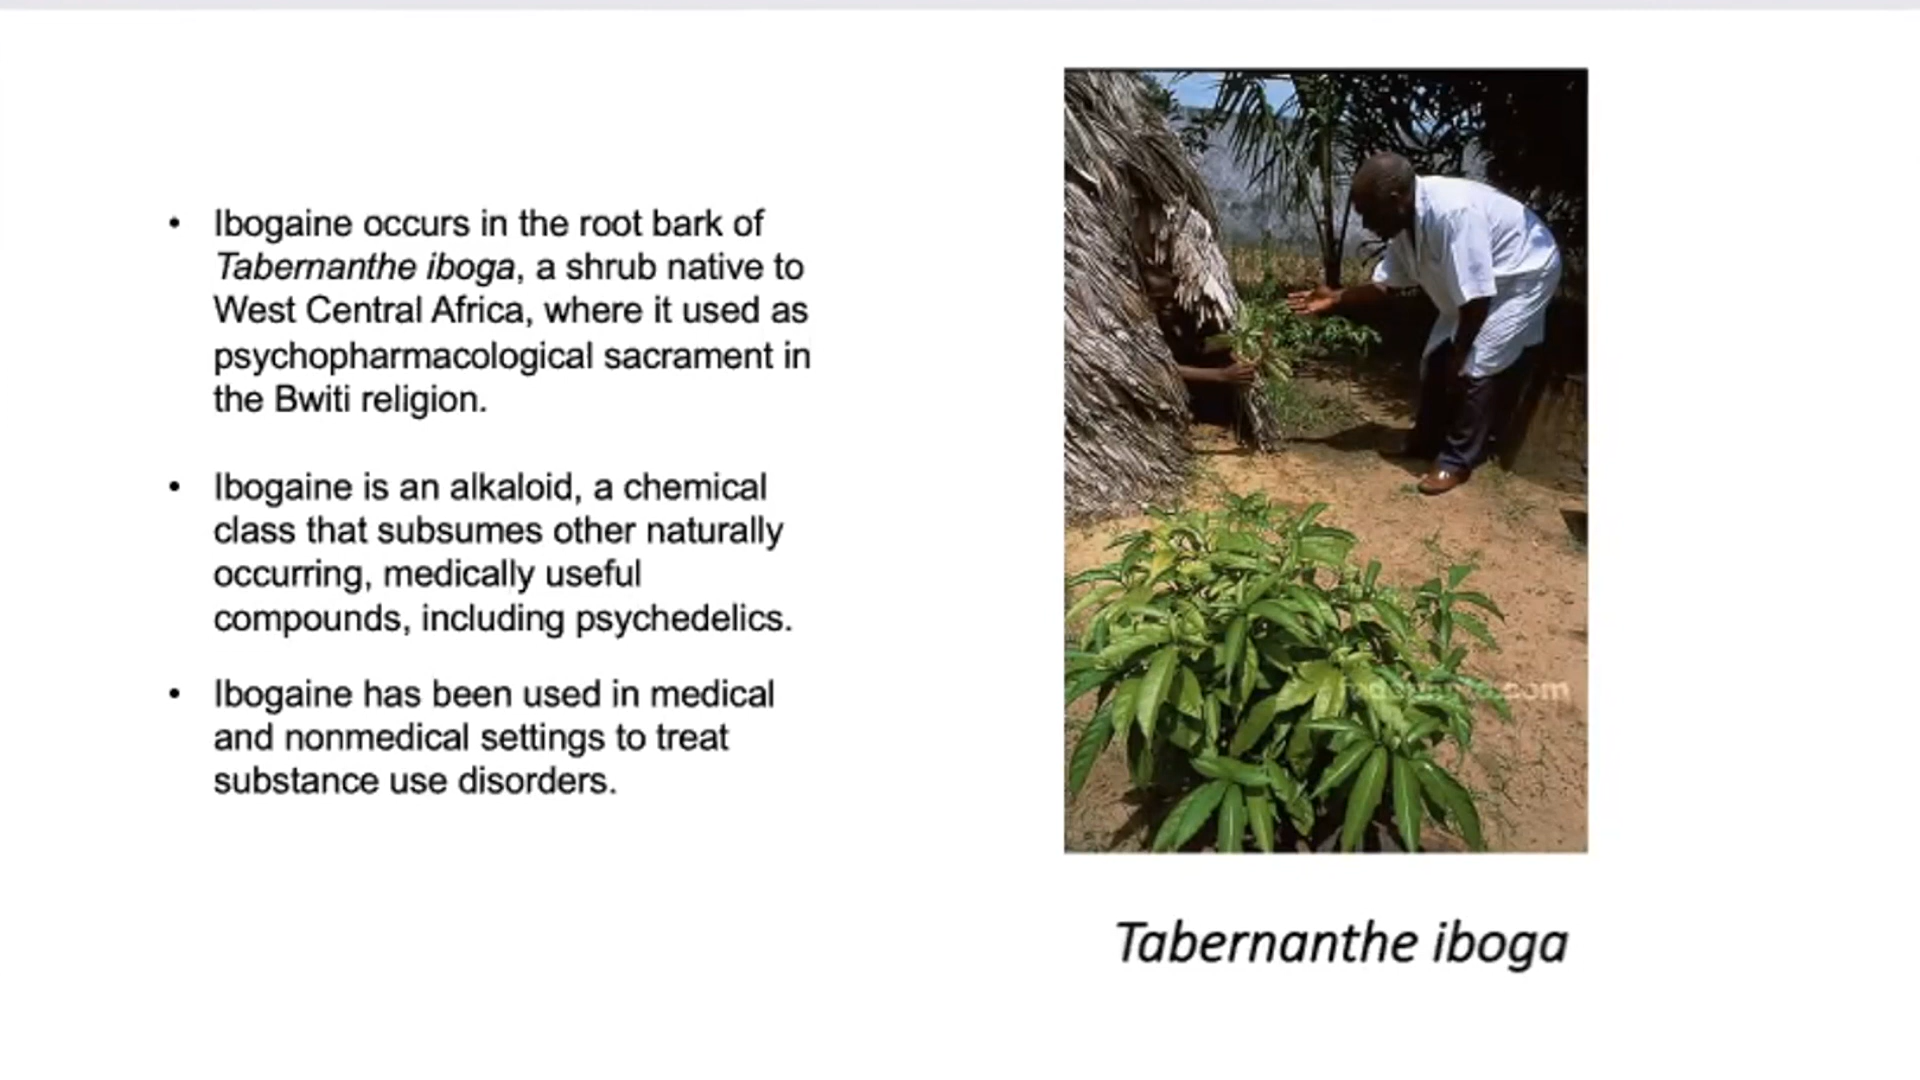 • Ibogaine occurs in the root bark of
Tabernanthe iboga, a shrub native to
West Central Africa, where it used as
psychopharmacological sacrament in
the Bwiti religion.
• Ibogaine is an alkaloid, a chemical
class that subsumes other naturally
occurring, medically useful
compounds, including psychedelics.
• Ibogaine has been used in medical
and nonmedical settings to treat
substance use disorders.
Tabernanthe iboga